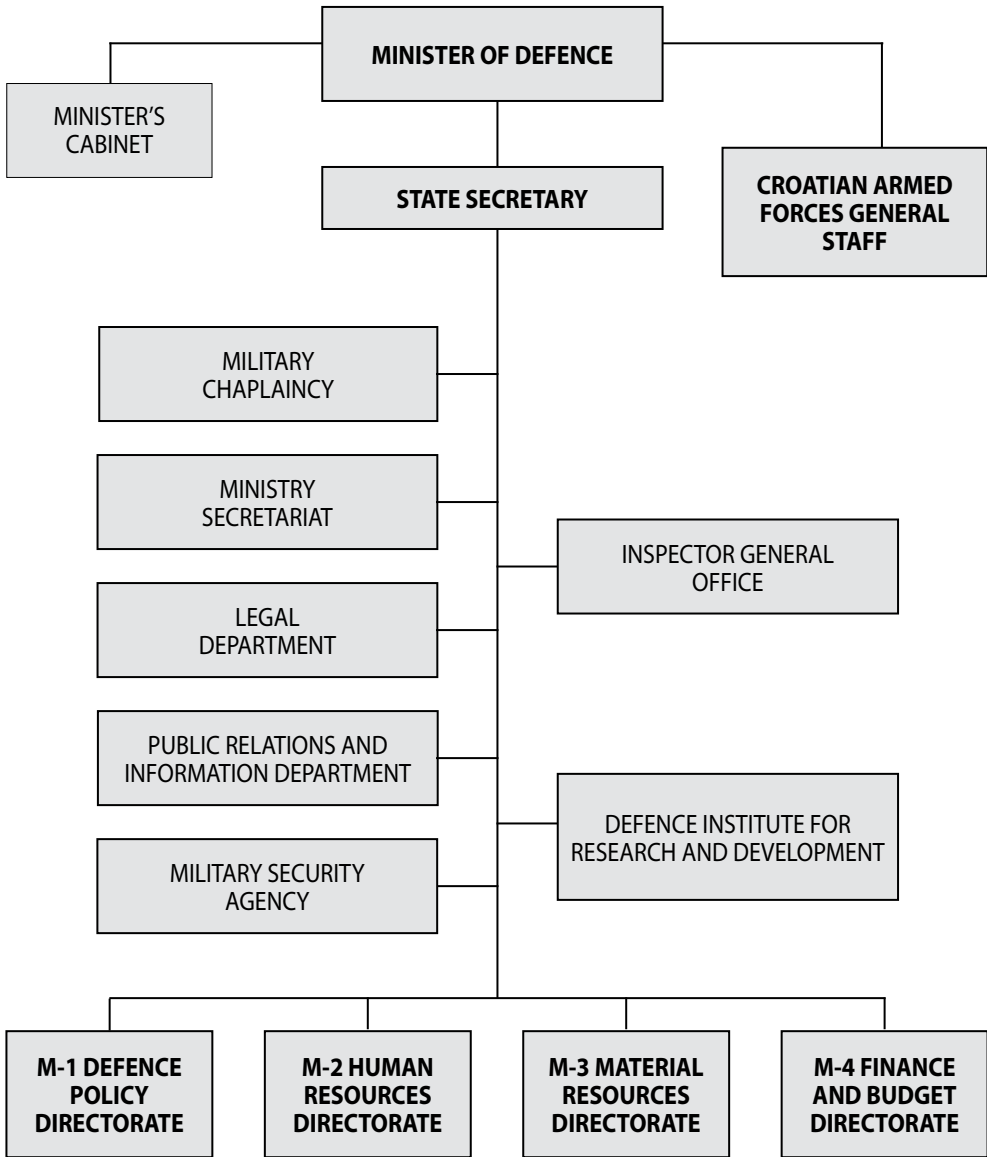 MINISTER OF DEFENCE
MINISTER'S
CABINET
STATE SECRETARY
CROATIAN ARMED
FORCES GENERAL
STAFF
MILITARY
CHAPLAINCY
MINISTRY
SECRETARIAT
INSPECTOR GENERAL
OFFICE
LEGAL
DEPARTMENT
PUBLIC RELATIONS AND
INFORMATION DEPARTMENT
DEFENCE INSTITUTE FOR
RESEARCH AND DEVELOPMENT
MILITARY SECURITY
AGENCY
M-1 DEFENCE
POLICY
DIRECTORATE
M-2 HUMAN
RESOURCES
DIRECTORATE
M-3 MATERIAL
RESOURCES
DIRECTORATE
M-4 FINANCE
AND BUDGET
DIRECTORATE